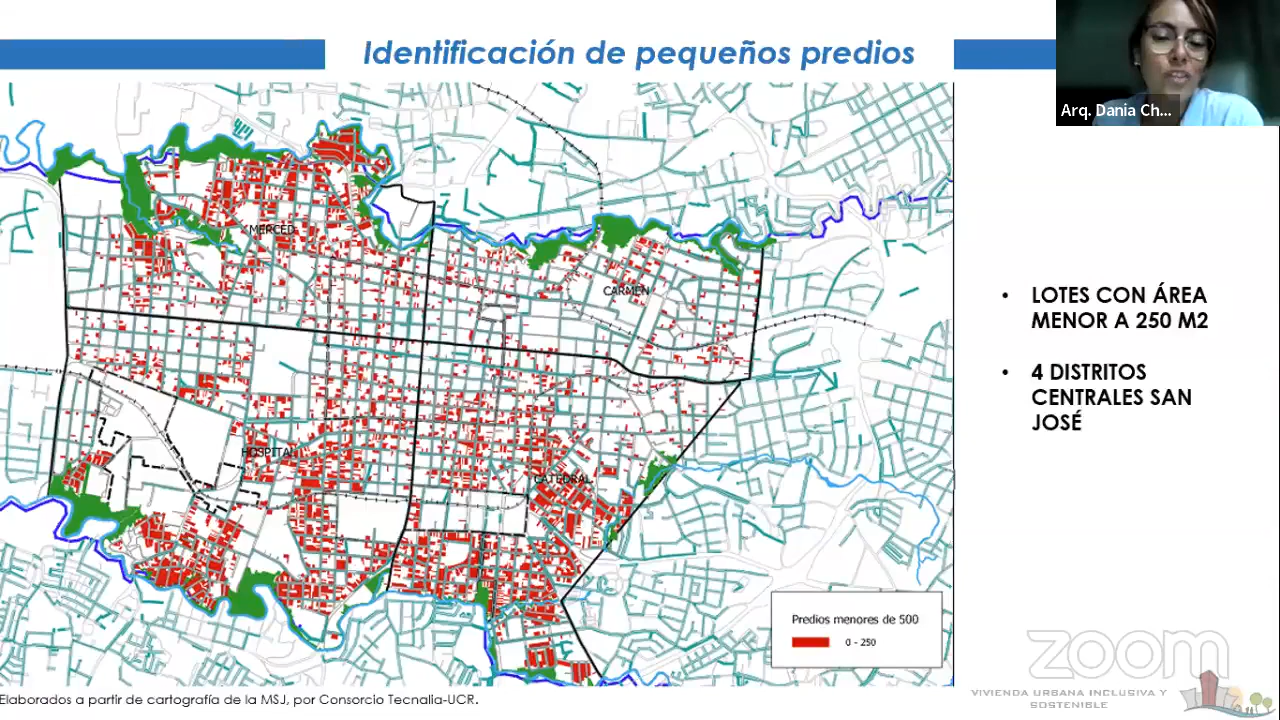 Identificación de pequeños predios
Arq. Dania Ch...
MERCED
CARMEN
HOSPITAL
CATEDRAL
• LOTES CON ÁREA
MENOR A 250 M2
• 4 DISTRITOS
CENTRALES SAN
JOSÉ
Predios menores de 500
0 - 250
zoom
VIVIENDA URBANA INCLUSIVA Y
SOSTENIBLE
Elaborados a partir de cartografía de la MSJ, por Consorcio Tecnalia-UCR.